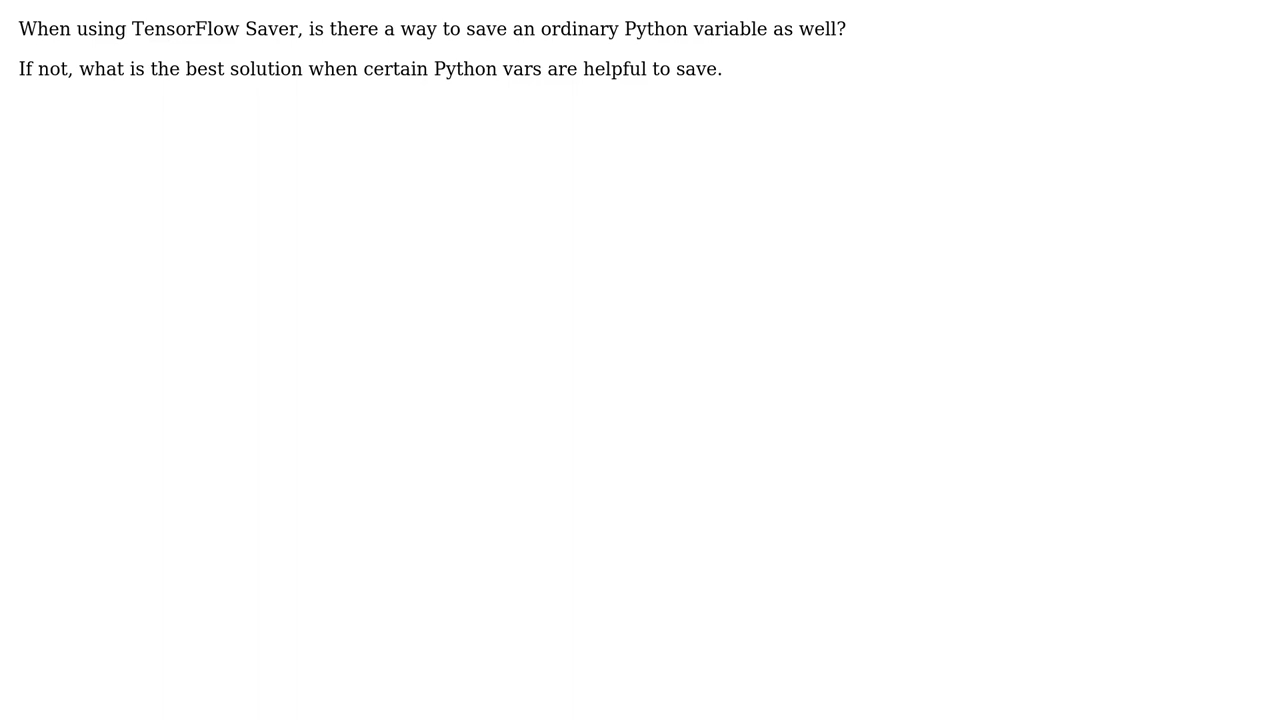 When using TensorFlow Saver, is there a way to save an ordinary Python variable as well?
If not, what is the best solution when certain Python vars are helpful to save.